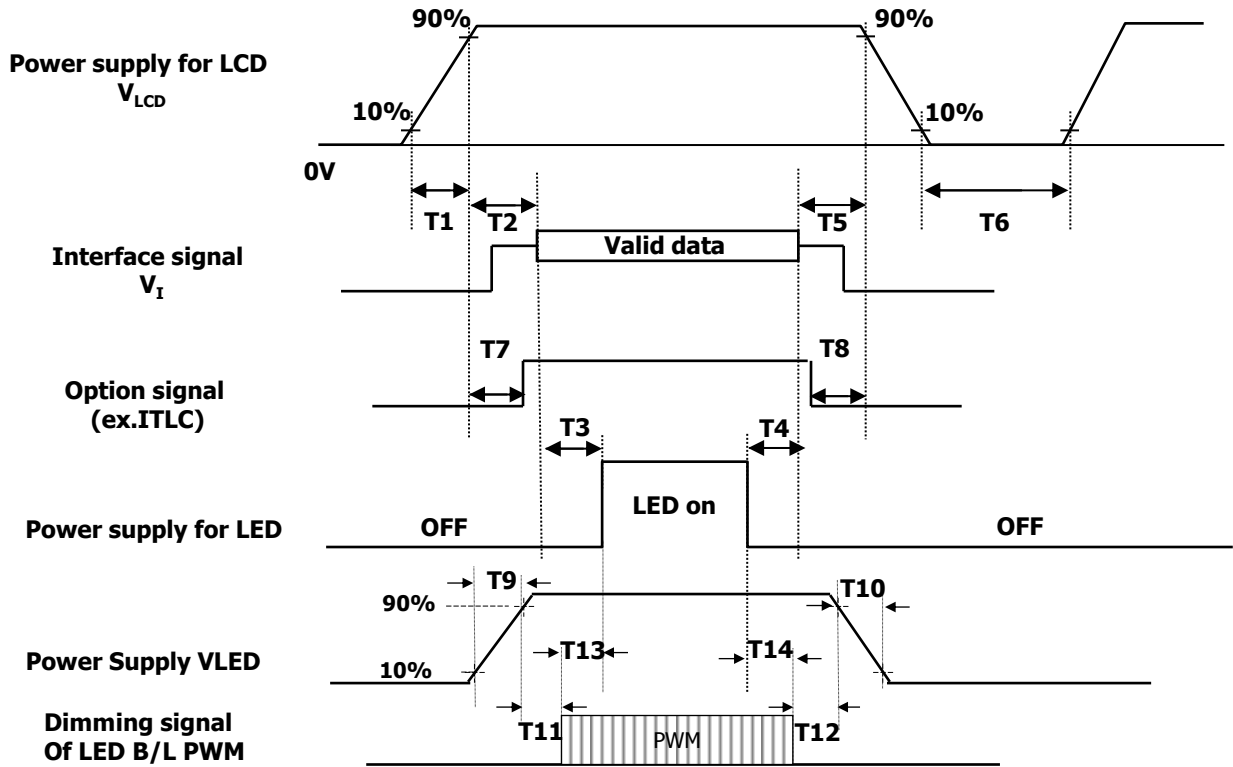 90%
90%
Power supply for LCD
V_LCD
10%
10%
0V
T1
T2
T5
T6
Valid data
Interface signal
V_I
T7
T8
Option signal
(ex.ITLC)
T3
T4
LED on
Power supply for LED
OFF
OFF
T9
T10
90%
T13
T14
Power Supply VLED
10%
Dimming signal
Of LED B/L PWM
T11
PWM
T12